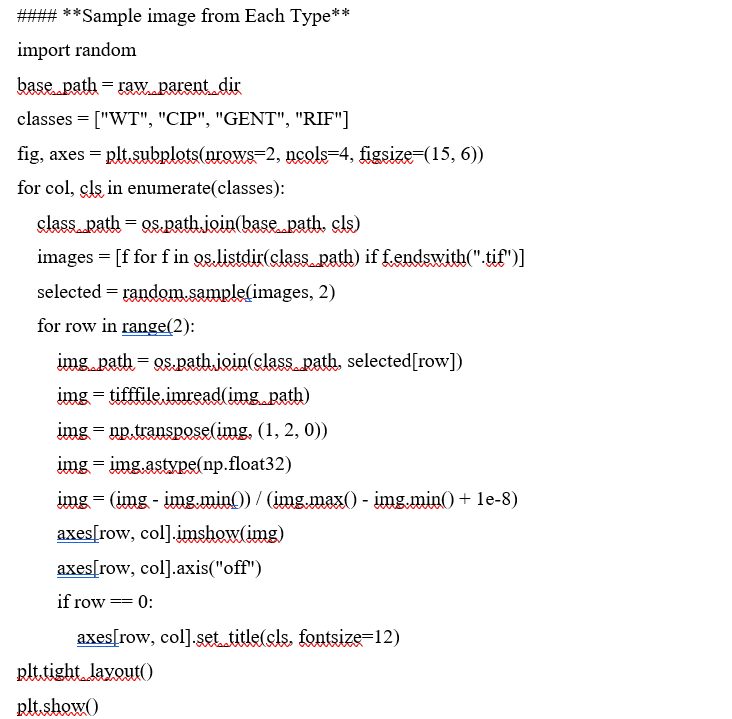 #### **Sample image from Each Type**
import random
base_path = raw_parent_dir
classes = ["WT", "CIP", "GENT", "RIF"]
fig, axes = plt.subplots(nrows=2, ncols=4, figsize=(15, 6))
for col, cls in enumerate(classes):
    class_path = os.path.join(base_path, cls)
    images = [f for f in os.listdir(class_path) if f.endswith(".tif")]
    selected = random.sample(images, 2)
    for row in range(2):
        img_path = os.path.join(class_path, selected[row])
        img = tifffile.imread(img_path)
        img = np.transpose(img, (1, 2, 0))
        img = img.astype(np.float32)
        img = (img - img.min()) / (img.max() - img.min() + 1e-8)
        axes[row, col].imshow(img)
        axes[row, col].axis("off")
        if row == 0:
            axes[row, col].set_title(cls, fontsize=12)
plt.tight_layout()
plt.show()